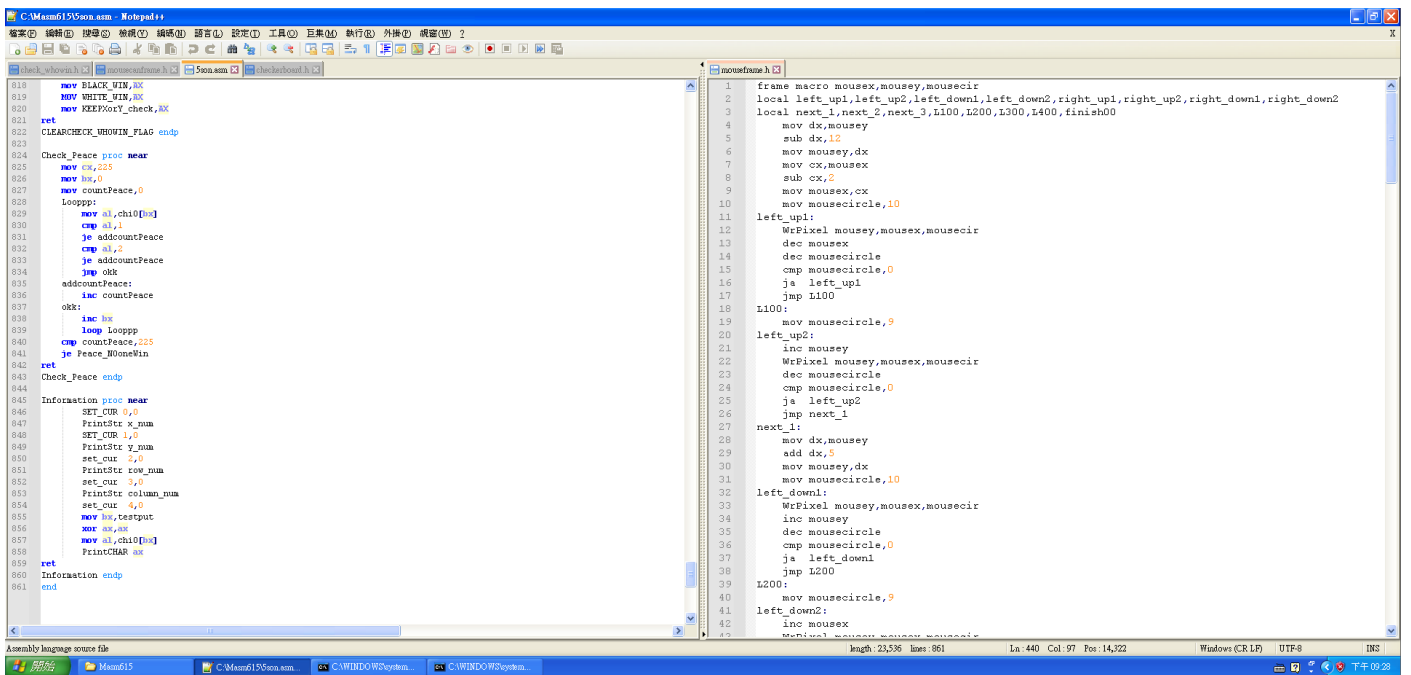 C:\Masm615\5son.asm - Notepad++
檔案(F) 編輯(E) 搜尋(S) 檢視(V) 編碼(N) 語言(L) 設定(T) 工具(O) 巨集(M) 執行(R) 外掛(P) 視窗(W) ? X
check_whowin.h mousecanframe.h 5son.asm checkerboard.h
818 mov BLACK_WIN,AX
819 MOV WHITE_WIN,AX
820 mov KEEPXorY_check,AX
821 ret
822 CLEARCHECK_WHOWIN_FLAG endp
823
824 Check_Peace proc near
825 mov cx,225
826 mov bx,0
827 mov countPeace,0
828 Looppp:
829 mov al,chi0[bx]
830 cmp al,1
831 je addcountPeace
832 cmp al,2
833 je addcountPeace
834 jmp okk
835 addcountPeace:
836 inc countPeace
837 okk:
838 inc bx
839 loop Looppp
840 cmp countPeace,225
841 je Peace_NOoneWin
842 ret
843 Check_Peace endp
844
845 Information proc near
846 SET_CUR 0,0
847 PrintStr x_num
848 SET_CUR 1,0
849 PrintStr y_num
850 set_cur 2,0
851 PrintStr row_num
852 set_cur 3,0
853 PrintStr column_num
854 set_cur 4,0
855 mov bx,testput
856 xor ax,ax
857 mov al,chi0[bx]
858 PrintCHAR ax
859 ret
860 Information endp
861 end
mouseframe.h
1 frame macro mousex,mousey,mousecir
2 local left_up1,left_up2,left_down1,left_down2,right_up1,right_up2,right_down1,right_down2
3 local next_1,next_2,next_3,L100,L200,L300,L400,finish00
4 mov dx,mousey
5 sub dx,12
6 mov mousey,dx
7 mov cx,mousex
8 sub cx,2
9 mov mousex,cx
10 mov mousecircle,10
11 left_up1:
12 WrPixel mousey,mousex,mousecir
13 dec mousex
14 dec mousecircle
15 cmp mousecircle,0
16 ja left_up1
17 jmp L100
18 L100:
19 mov mousecircle,9
20 left_up2:
21 inc mousey
22 WrPixel mousey,mousex,mousecir
23 dec mousecircle
24 cmp mousecircle,0
25 ja left_up2
26 jmp next_1
27 next_1:
28 mov dx,mousey
29 add dx,5
30 mov mousey,dx
31 mov mousecircle,10
32 left_down1:
33 WrPixel mousey,mousex,mousecir
34 inc mousey
35 dec mousecircle
36 cmp mousecircle,0
37 ja left_down1
38 jmp L200
39 L200:
40 mov mousecircle,9
41 left_down2:
42 inc mousex
43 WrPixel mousey,mousex,mousecir
Assembly language source file length : 23,536 lines : 861 Ln : 440 Col : 97 Pos : 14,322 Windows (CR LF) UTF-8 INS
開始 Masm615 C:\Masm615\5son.asm... C:\WINDOWS\system... C:\WINDOWS\system... 下午 09:28